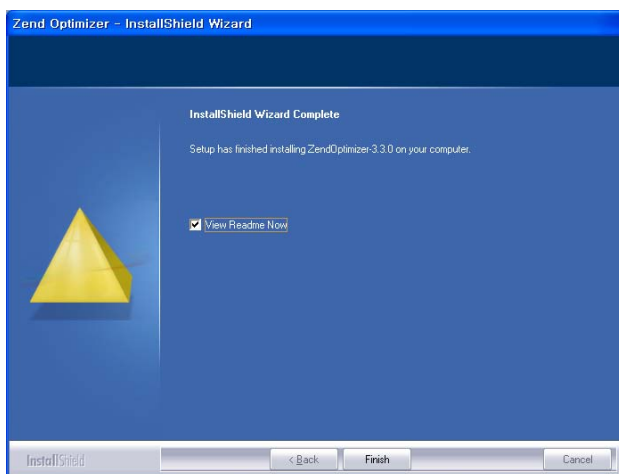 Zend Optimizer - InstallShield Wizard
InstallShield Wizard Complete
Setup has finished installing ZendOptimizer-3.3.0 on your computer.
View Readme Now
InstallShield
< Back Finish Cancel